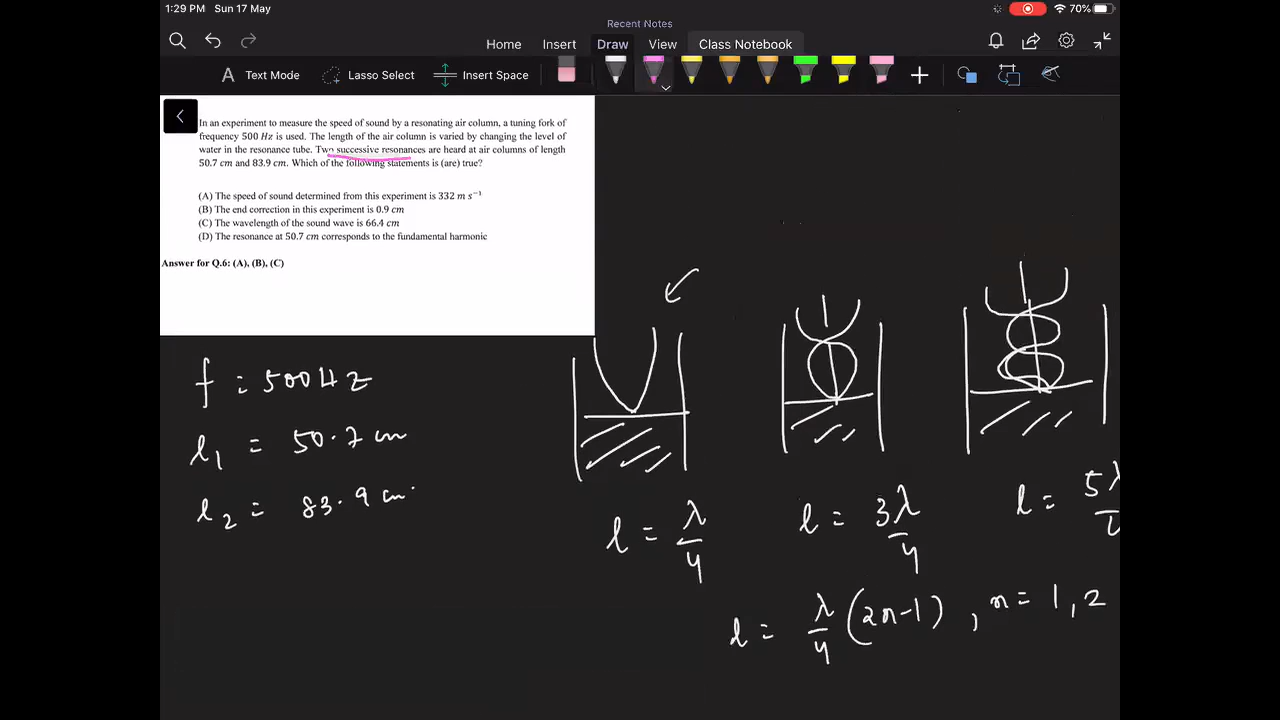 1:29 PM Sun 17 May
70%
Recent Notes
Home Insert Draw View Class Notebook
Text Mode Lasso Select Insert Space
In an experiment to measure the speed of sound by a resonating air column, a tuning fork of
frequency 500 Hz is used. The length of the air column is varied by changing the level of
water in the resonance tube. Two successive resonances are heard at air columns of length
50.7 cm and 83.9 cm. Which of the following statements is (are) true?
(A) The speed of sound determined from this experiment is 332 m s⁻¹
(B) The end correction in this experiment is 0.9 cm
(C) The wavelength of the sound wave is 66.4 cm
(D) The resonance at 50.7 cm corresponds to the fundamental harmonic
Answer for Q.6: (A), (B), (C)
f = 500 Hz
l₁ = 50.7 cm
l₂ = 83.9 cm.
l = λ/4
l = 3λ/4
l = 5λ
l = λ/4 (2n-1), n = 1, 2